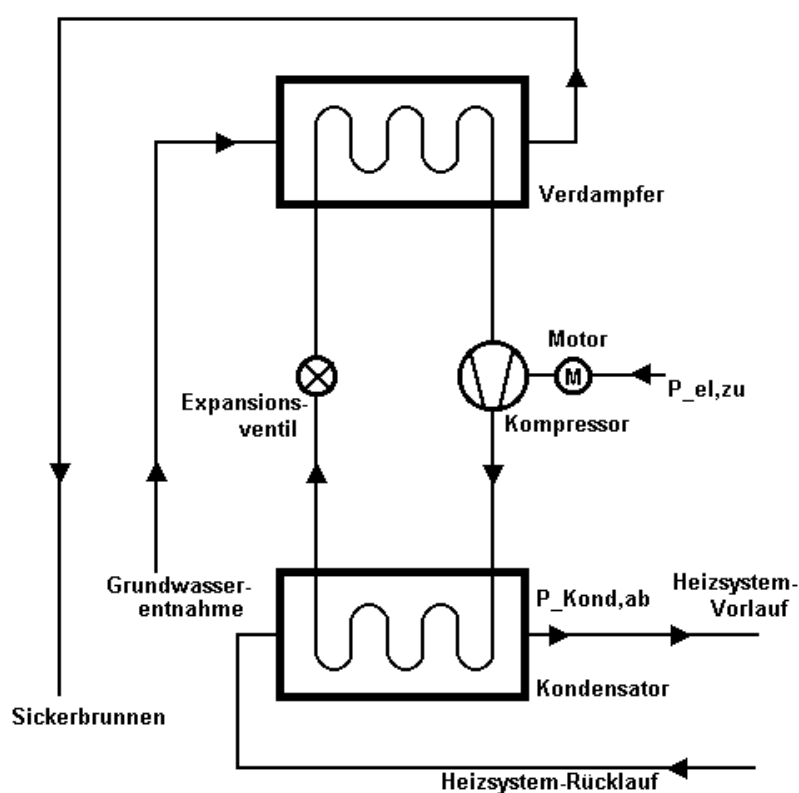 Verdampfer
Motor
M
P_el,zu
Expansions-
ventil
Kompressor
Grundwasser-
entnahme
P_Kond,ab
Heizsystem-
Vorlauf
Kondensator
Sickerbrunnen
Heizsystem-Rücklauf